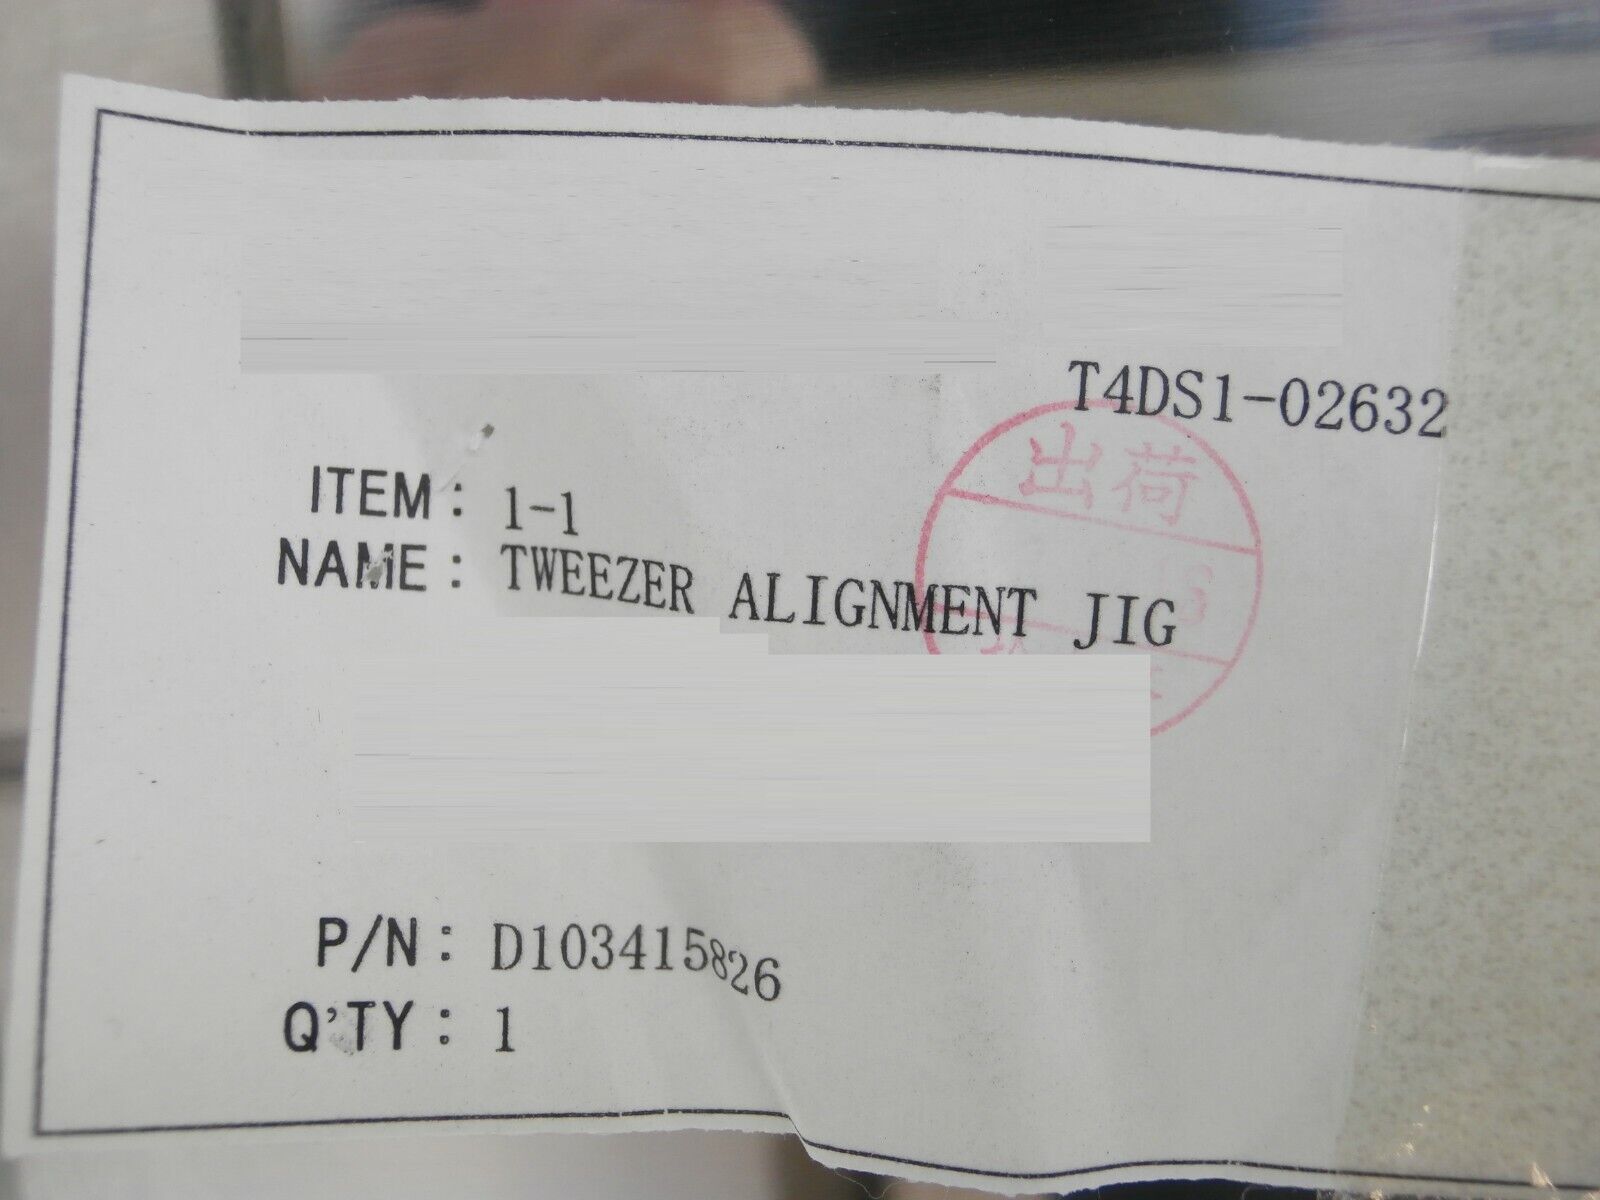 T4DS1-02632
出荷
ITEM: 1-1
NAME: TWEEZER ALIGNMENT JIG
P/N: D103415826
Q'TY: 1